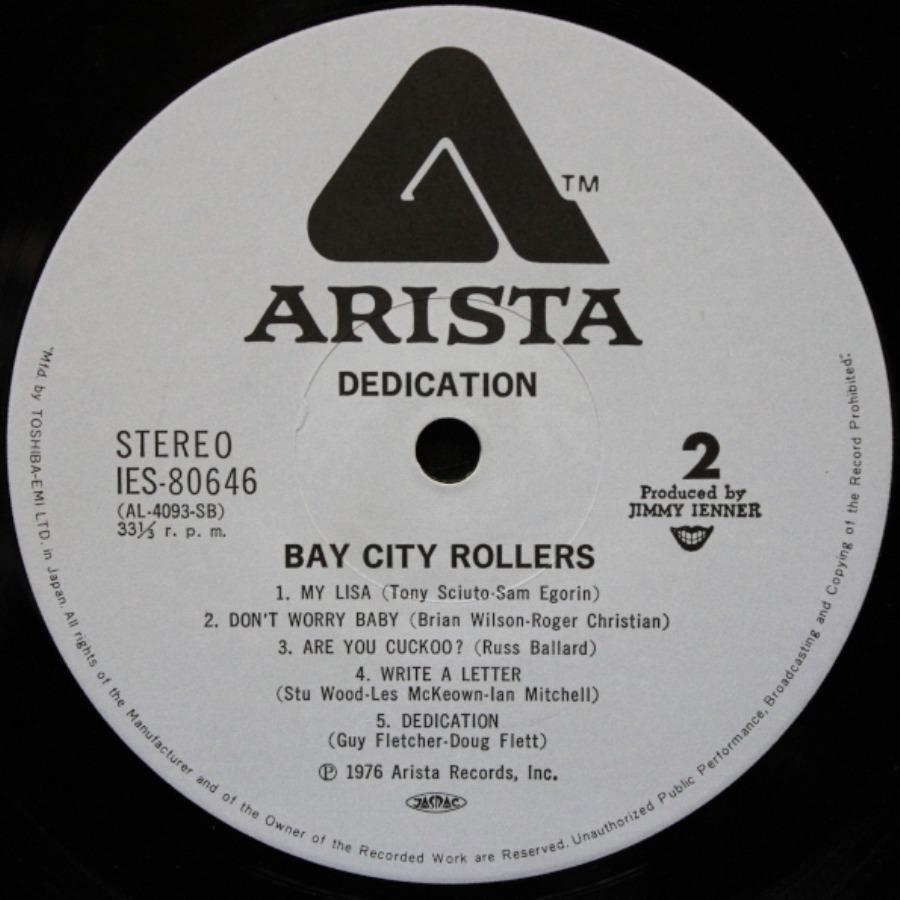 TM
ARISTA
DEDICATION
STEREO
IES-80646
(AL-4093-SB)
33⅓ r. p. m.
2
Produced by
JIMMY IENNER
BAY CITY ROLLERS
1. MY LISA (Tony Sciuto-Sam Egorin)
2. DON'T WORRY BABY (Brian Wilson-Roger Christian)
3. ARE YOU CUCKOO? (Russ Ballard)
4. WRITE A LETTER
(Stu Wood-Les McKeown-Ian Mitchell)
5. DEDICATION
(Guy Fletcher-Doug Flett)
℗ 1976 Arista Records, Inc.
JASRAC
"Mfd. by TOSHIBA-EMI LTD. in Japan. All rights of the Manufacturer and of the Owner of the Recorded Work are Reserved. Unauthorized Public Performance, Broadcasting and Copying of the Record Prohibited."